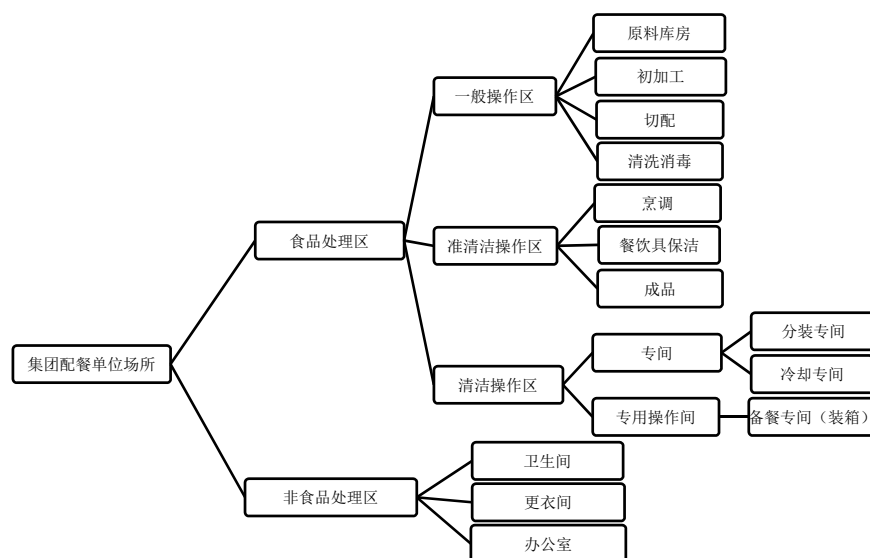 集团配餐单位场所
食品处理区
一般操作区
原料库房
初加工
切配
清洗消毒
准清洁操作区
烹调
餐饮具保洁
成品
清洁操作区
专间
分装专间
冷却专间
专用操作间
备餐专间（装箱）
非食品处理区
卫生间
更衣间
办公室